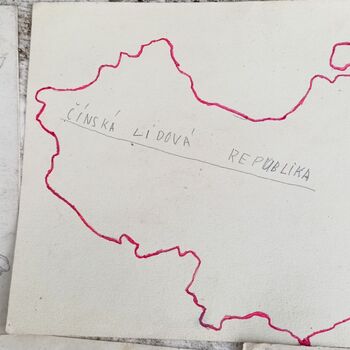 ČÍNSKÁ LIDOVÁ REPUBLIKA